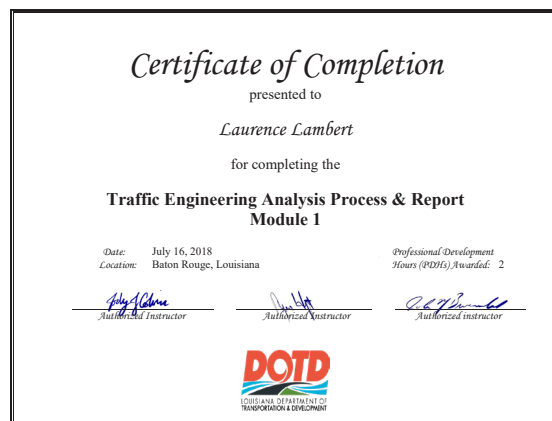 Certificate of Completion
presented to
Laurence Lambert
for completing the
Traffic Engineering Analysis Process & Report
Module 1
Date: July 16, 2018
Location: Baton Rouge, Louisiana
Professional Development
Hours (PDHs) Awarded: 2
Authorized Instructor
Authorized Instructor
Authorized instructor
DOTD
LOUISIANA DEPARTMENT OF
TRANSPORTATION & DEVELOPMENT